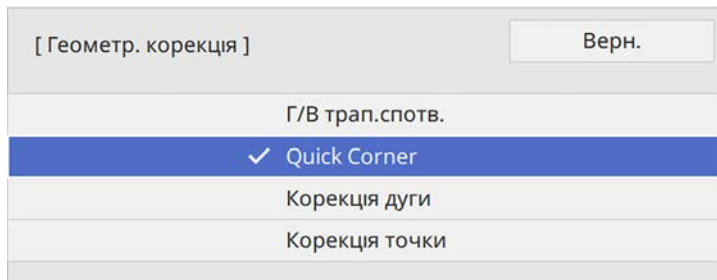 [ Геометр. корекція ]
Верн.
Г/В трап.спотв.
Quick Corner
Корекція дуги
Корекція точки